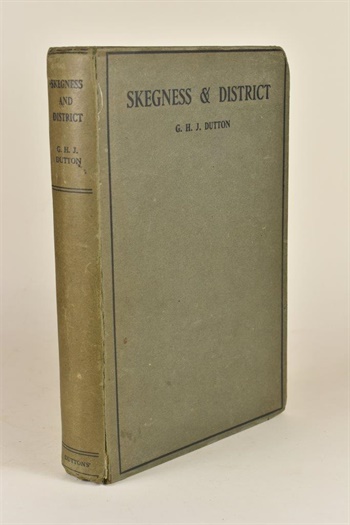 SKEGNESS
AND
DISTRICT
G. H. J.
DUTTON
SKEGNESS & DISTRICT
G. H. J. DUTTON